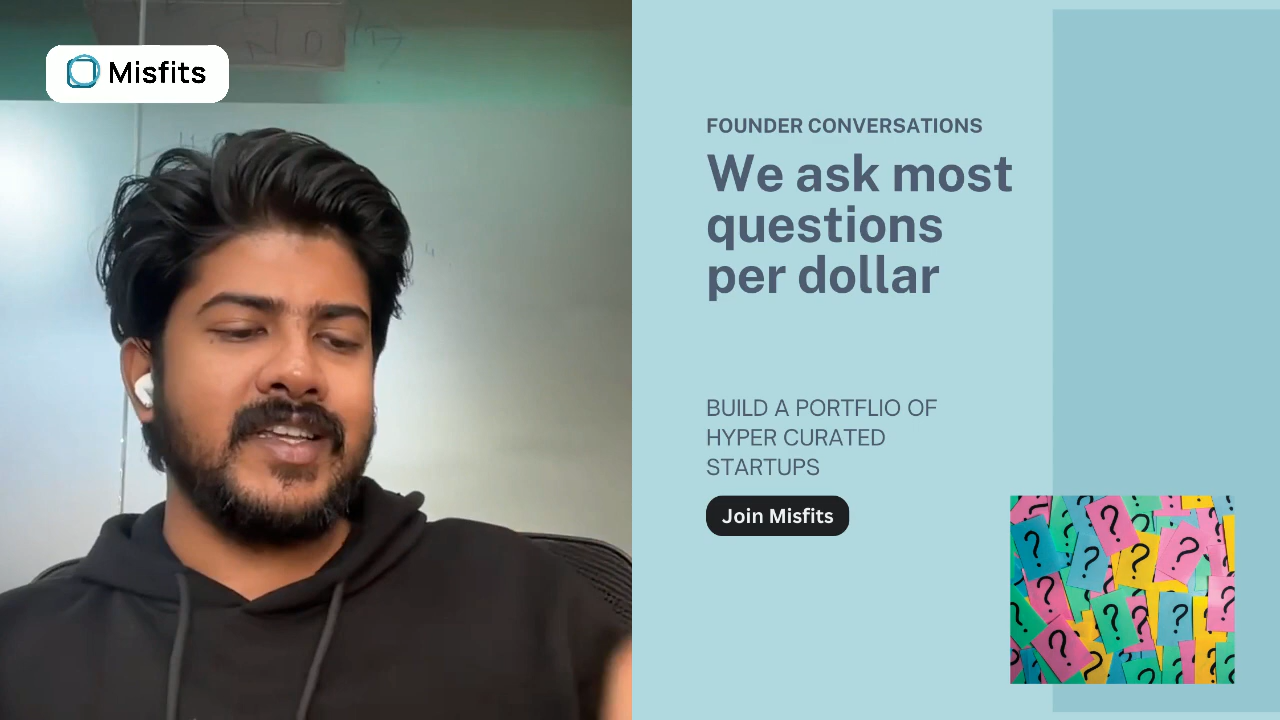 Misfits
FOUNDER CONVERSATIONS
We ask most
questions
per dollar
BUILD A PORTFLIO OF
HYPER CURATED
STARTUPS
Join Misfits